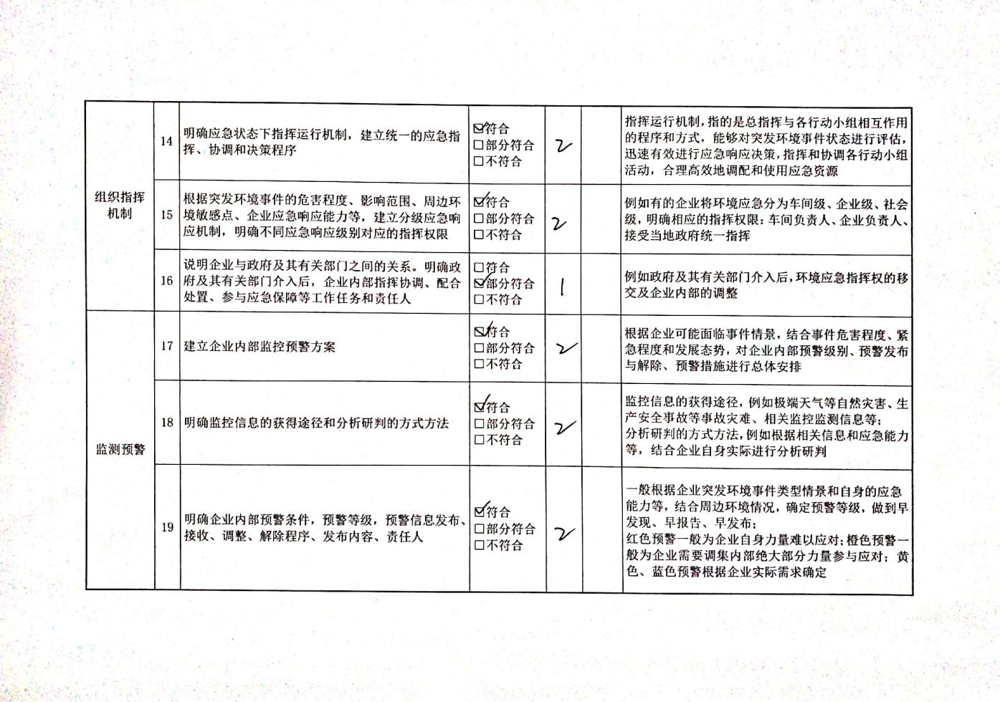 组织指挥
机制
14
明确应急状态下指挥运行机制，建立统一的应急指
挥、协调和决策程序
☑符合
□部分符合
□不符合
2
指挥运行机制，指的是总指挥与各行动小组相互作用
的程序和方式，能够对突发环境事件状态进行评估，
迅速有效进行应急响应决策，指挥和协调各行动小组
活动，合理高效地调配和使用应急资源
15
根据突发环境事件的危害程度、影响范围、周边环
境敏感点、企业应急响应能力等，建立分级应急响
应机制，明确不同应急响应级别对应的指挥权限
☑符合
□部分符合
□不符合
2
例如有的企业将环境应急分为车间级、企业级、社会
级，明确相应的指挥权限：车间负责人、企业负责人、
接受当地政府统一指挥
16
说明企业与政府及其有关部门之间的关系。明确政
府及其有关部门介入后，企业内部指挥协调、配合
处置、参与应急保障等工作任务和责任人
□符合
☑部分符合
□不符合
1
例如政府及其有关部门介入后，环境应急指挥权的移
交及企业内部的调整
监测预警
17
建立企业内部监控预警方案
☑符合
□部分符合
□不符合
2
根据企业可能面临事件情景，结合事件危害程度、紧
急程度和发展态势，对企业内部预警级别、预警发布
与解除、预警措施进行总体安排
18
明确监控信息的获得途径和分析研判的方式方法
☑符合
□部分符合
□不符合
2
监控信息的获得途径，例如极端天气等自然灾害、生
产安全事故等事故灾难、相关监控监测信息等；
分析研判的方式方法，例如根据相关信息和应急能力
等，结合企业自身实际进行分析研判
19
明确企业内部预警条件，预警等级，预警信息发布、
接收、调整、解除程序、发布内容、责任人
☑符合
□部分符合
□不符合
2
一般根据企业突发环境事件类型情景和自身的应急
能力等，结合周边环境情况，确定预警等级，做到早
发现、早报告、早发布；
红色预警一般为企业自身力量难以应对；橙色预警一
般为企业需要调集内部绝大部分力量参与应对；黄
色、蓝色预警根据企业实际需求确定